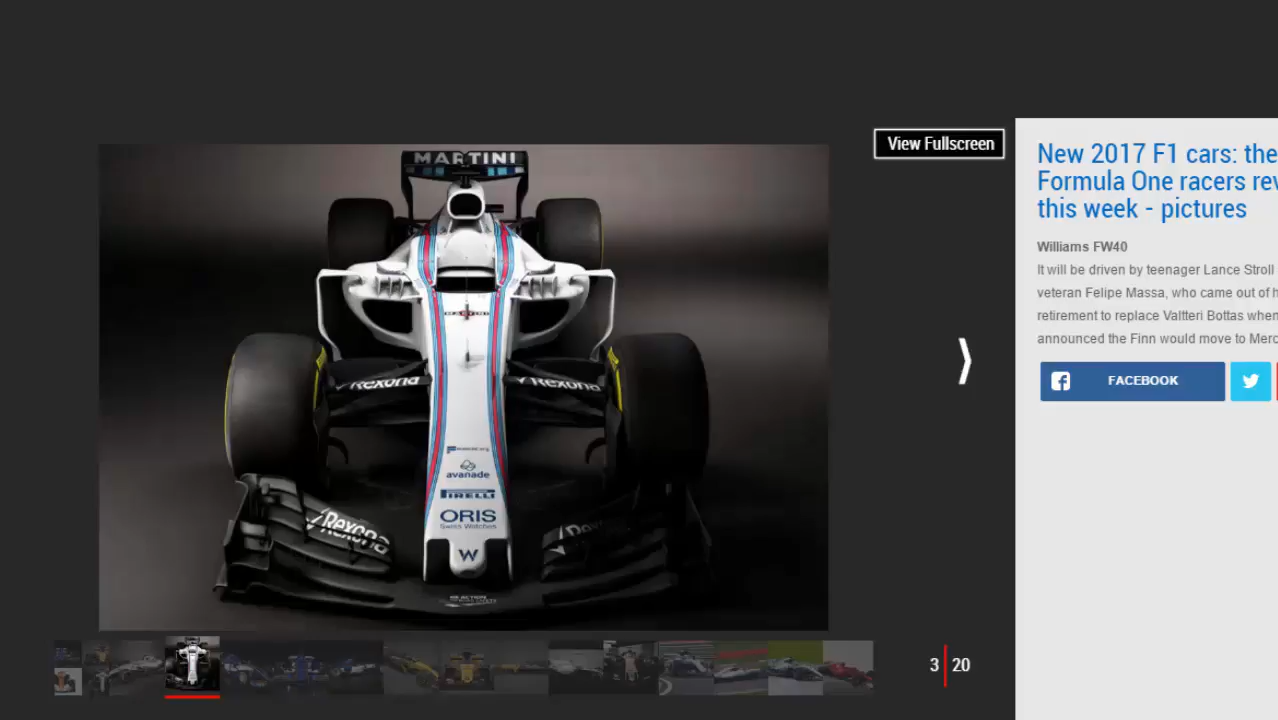 View Fullscreen
MARTINI
New 2017 F1 cars: the
Formula One racers rev
this week - pictures
Williams FW40
It will be driven by teenager Lance Stroll
veteran Felipe Massa, who came out of h
retirement to replace Valtteri Bottas when
announced the Finn would move to Merc
FACEBOOK
MARTINI
Rexona
Rexona
avanade
PIRELLI
ORIS
Swiss Watches
Rexona
W
3 20